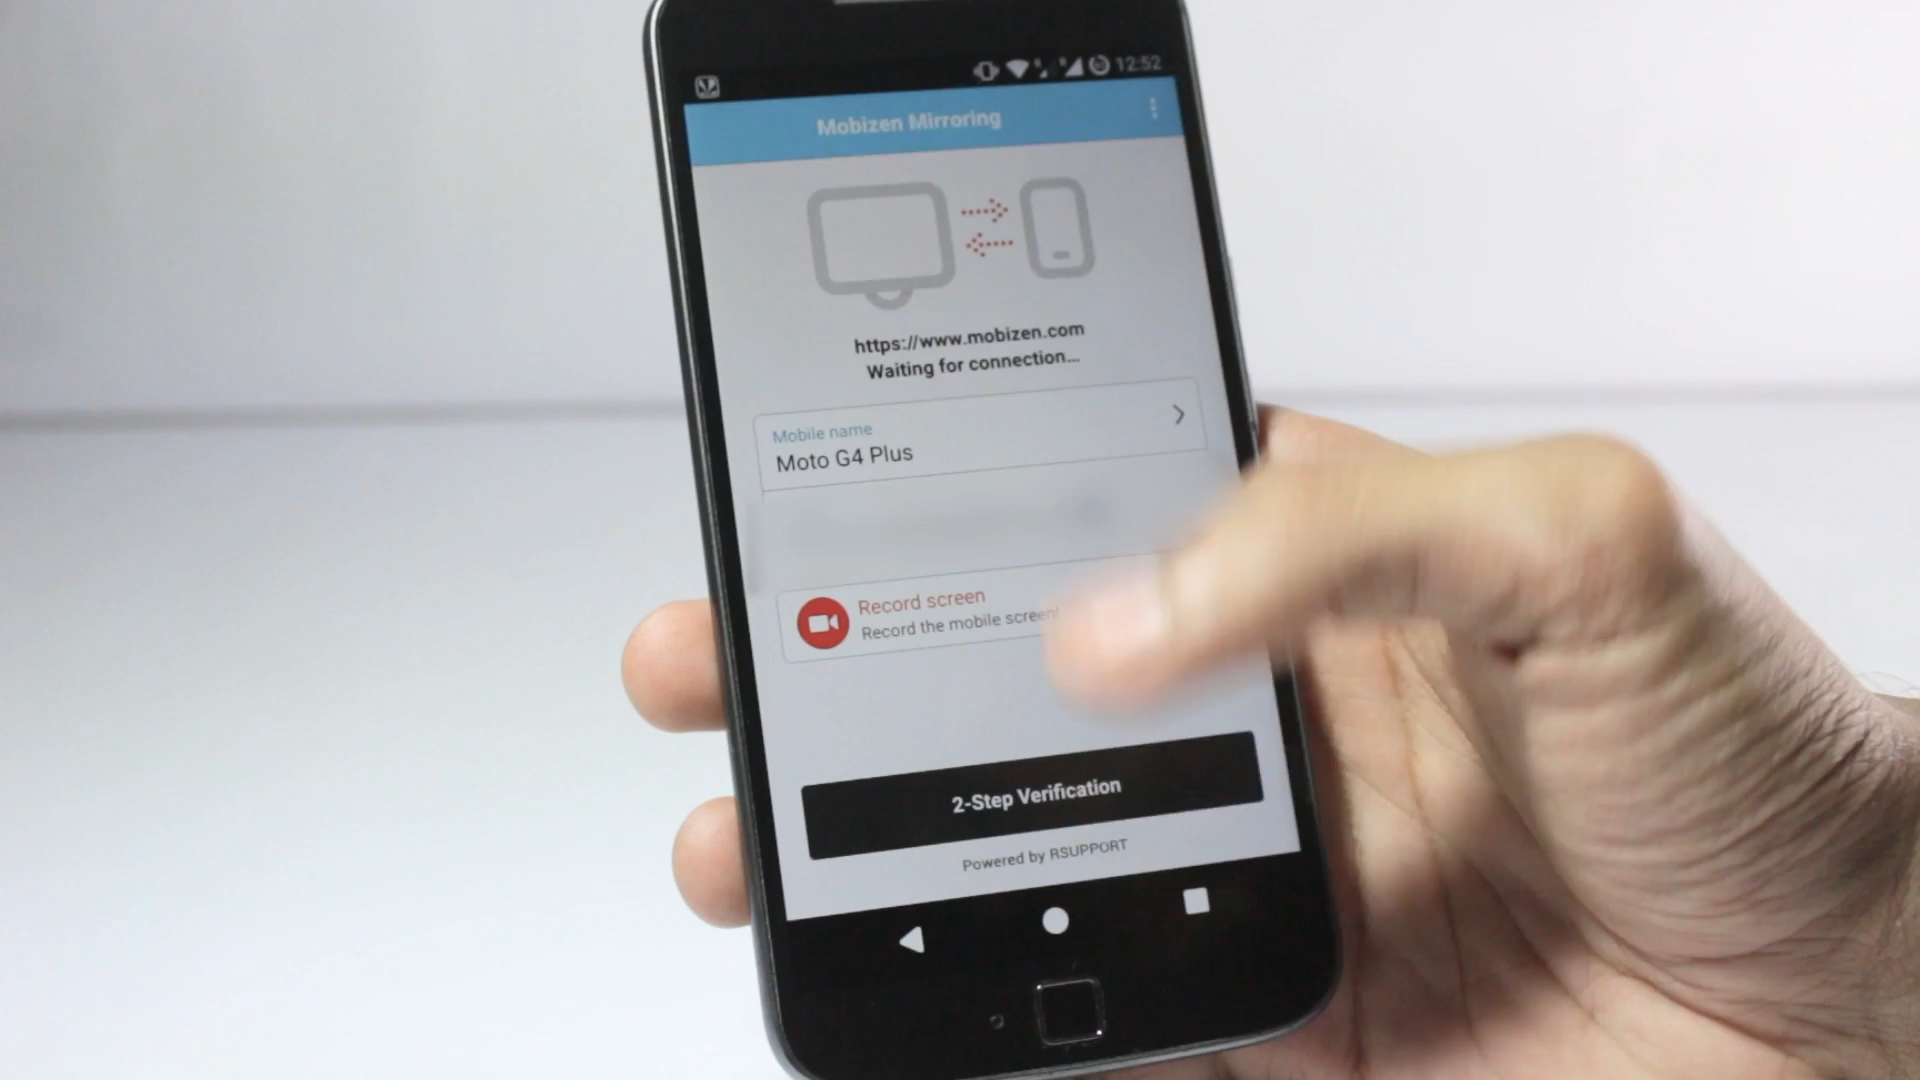 12:52
Mobizen Mirroring
https://www.mobizen.com
Waiting for connection...
Mobile name
Moto G4 Plus
Record screen
Record the mobile screen
2-Step Verification
Powered by RSUPPORT